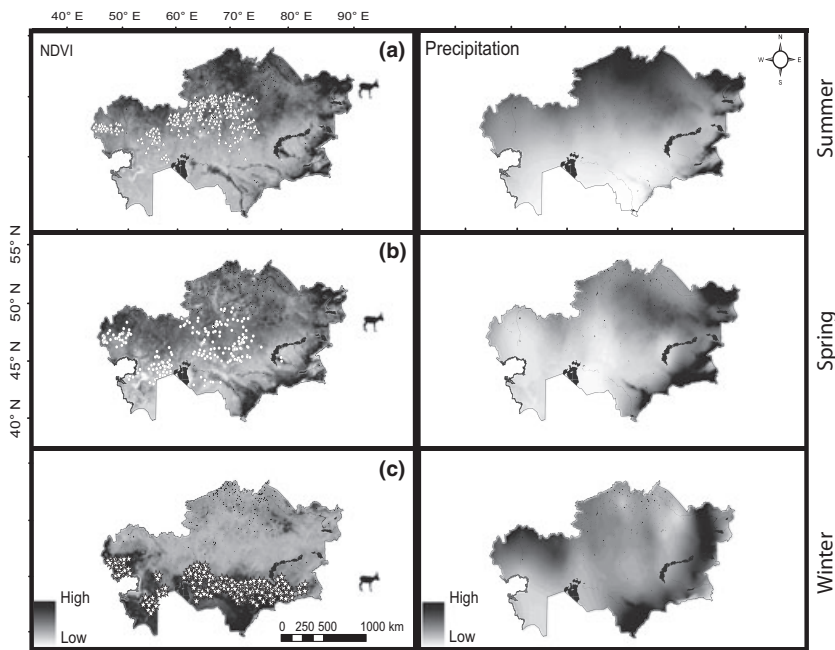 40° E 50° E 60° E 70° E 80° E 90° E
NDVI
(a)
Precipitation
N
W E
S
Summer
55° N
50° N
45° N
40° N
(b)
Spring
(c)
High
Low
0 250 500 1000 km
High
Low
Winter